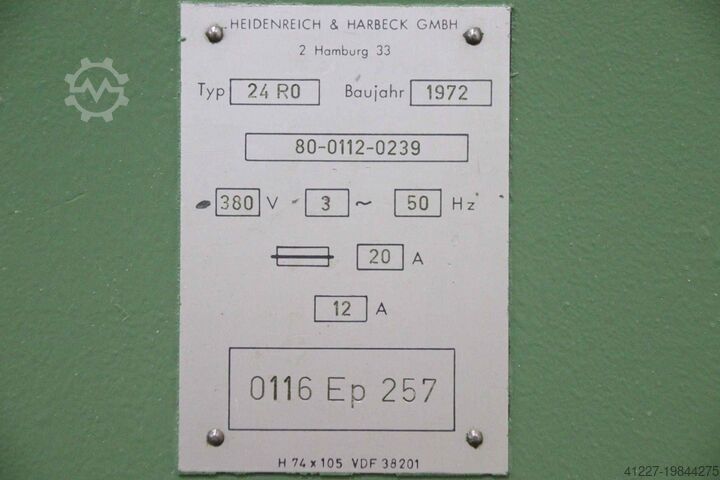 HEIDENREICH & HARBECK GMBH
2 Hamburg 33
Typ 24 RO Baujahr 1972
80-0112-0239
380 V 3 ~ 50 Hz
20 A
12 A
0116 Ep 257
H 74 x 105 VDF 38201
41227-19844275